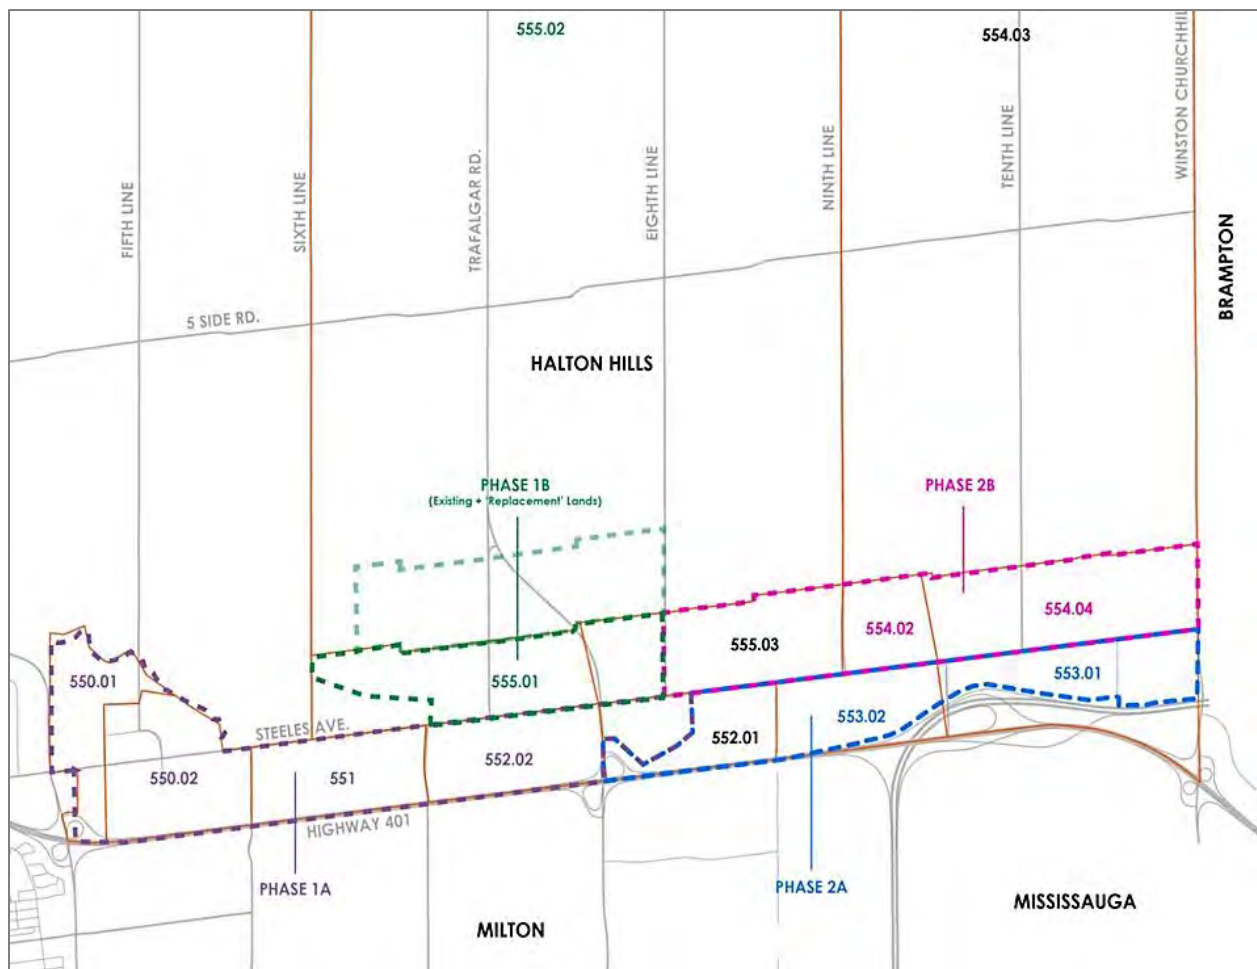 555.02
554.03
WINSTON CHURCHHIL
FIFTH LINE
SIXTH LINE
TRAFALGAR RD.
EIGHTH LINE
NINTH LINE
TENTH LINE
BRAMPTON
5 SIDE RD.
HALTON HILLS
PHASE 1B
(Existing + 'Replacement' Lands)
PHASE 2B
554.04
554.02
555.03
550.01
555.01
553.01
553.02
STEELES AVE.
552.01
552.02
550.02
551
HIGHWAY 401
PHASE 1A
PHASE 2A
MISSISSAUGA
MILTON